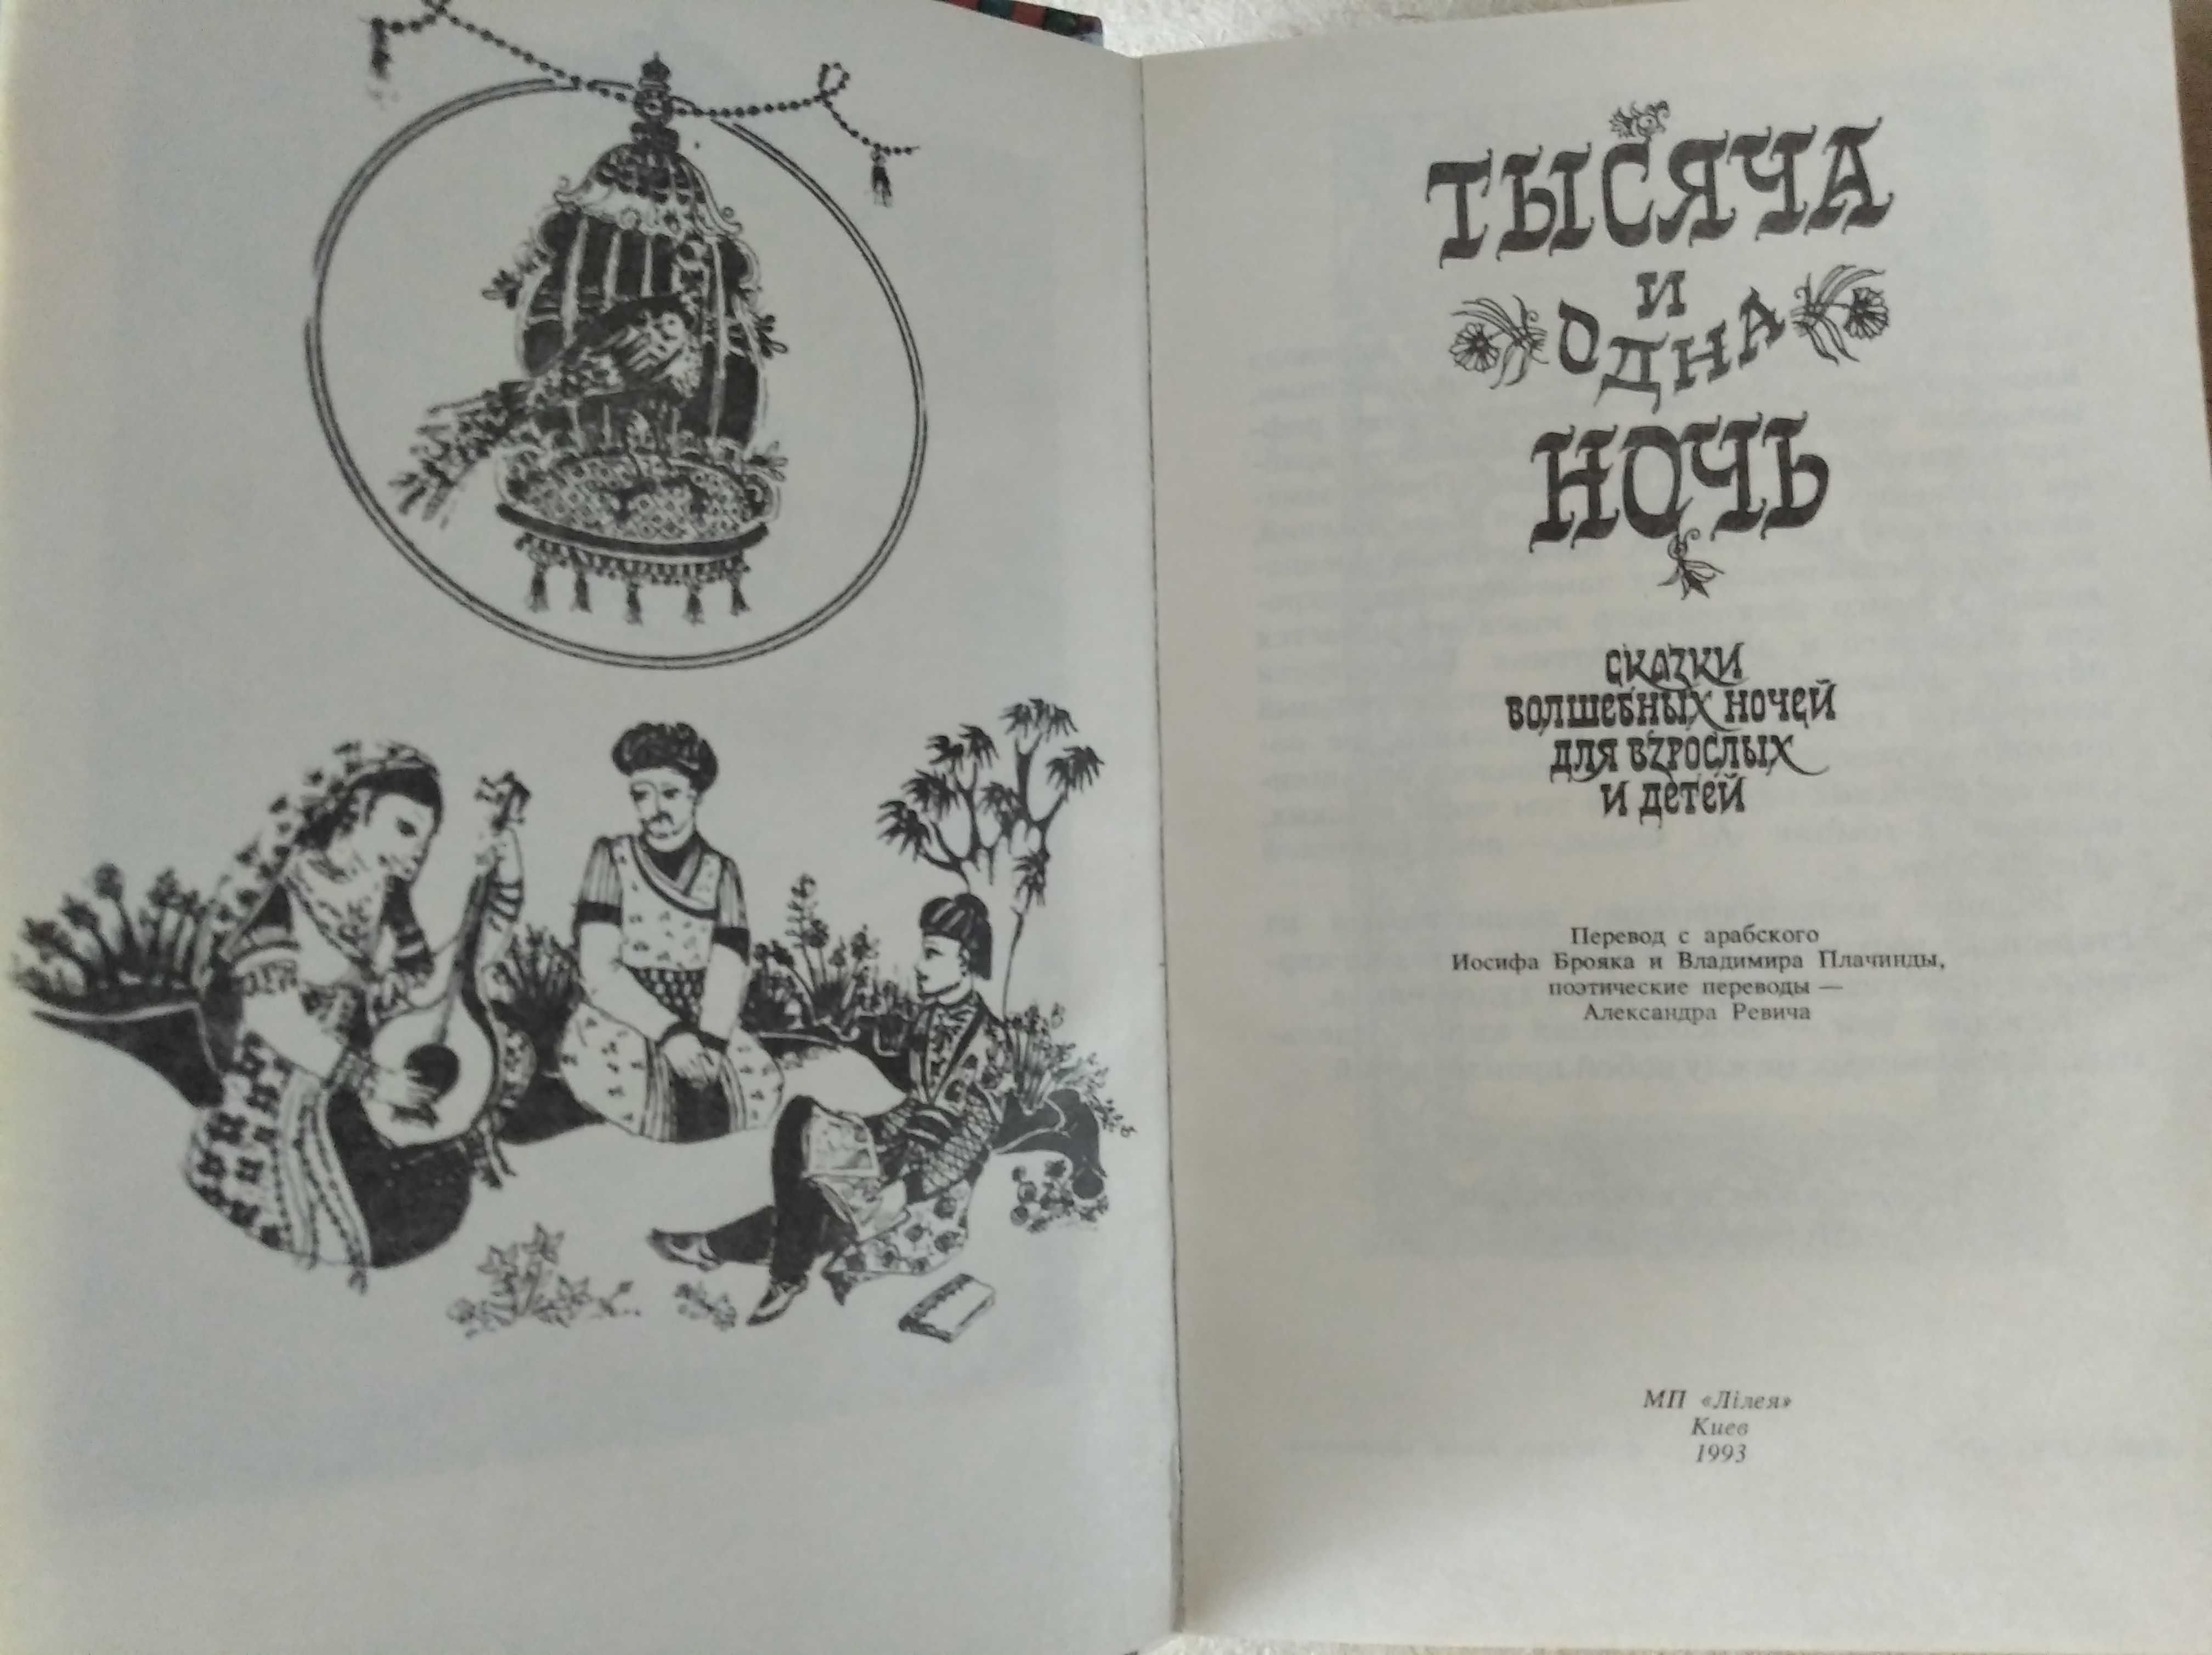 ТЫСЯЧА
И
ОДНА
НОЧЬ
СКАЗКИ
ВОЛШЕБНЫХ НОЧЕЙ
ДЛЯ ВЗРОСЛЫХ
И ДЕТЕЙ
Перевод с арабского
Иосифа Брояка и Владимира Плачинды,
поэтические переводы —
Александра Ревича
МП «Лілея»
Киев
1993